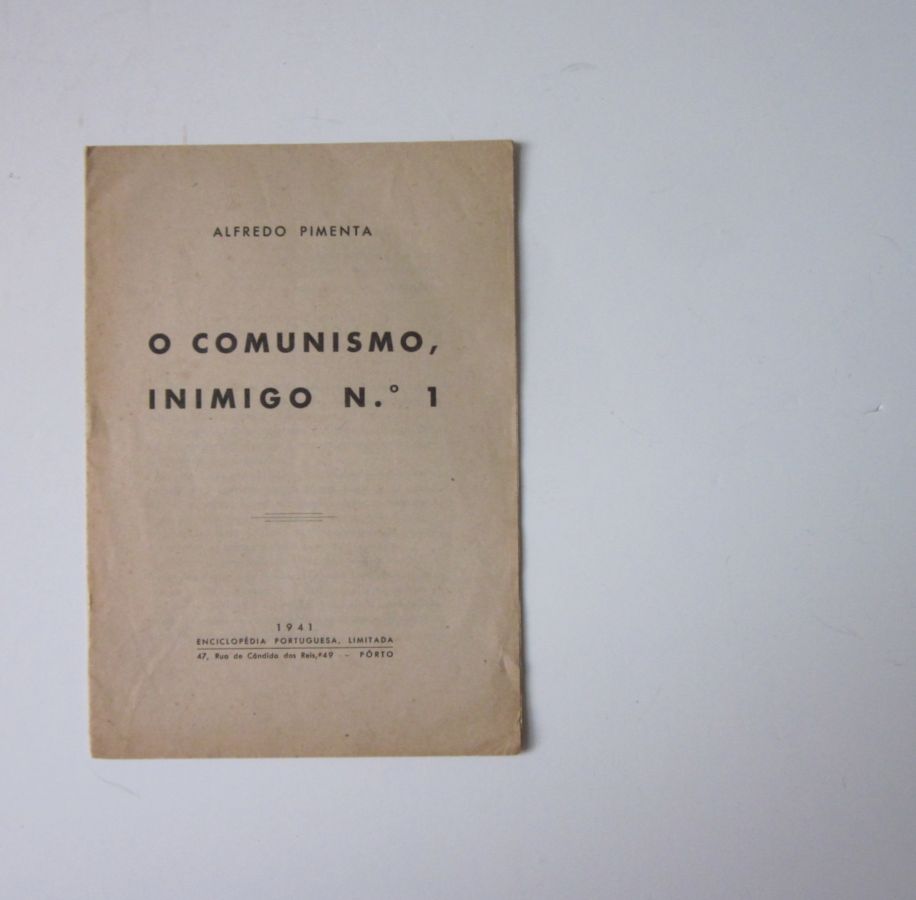 ALFREDO PIMENTA
O COMUNISMO,
INIMIGO N.º 1
1941
ENCICLOPÉDIA PORTUGUESA, LIMITADA
47, Rua de Cândido dos Reis, 49 — PÔRTO